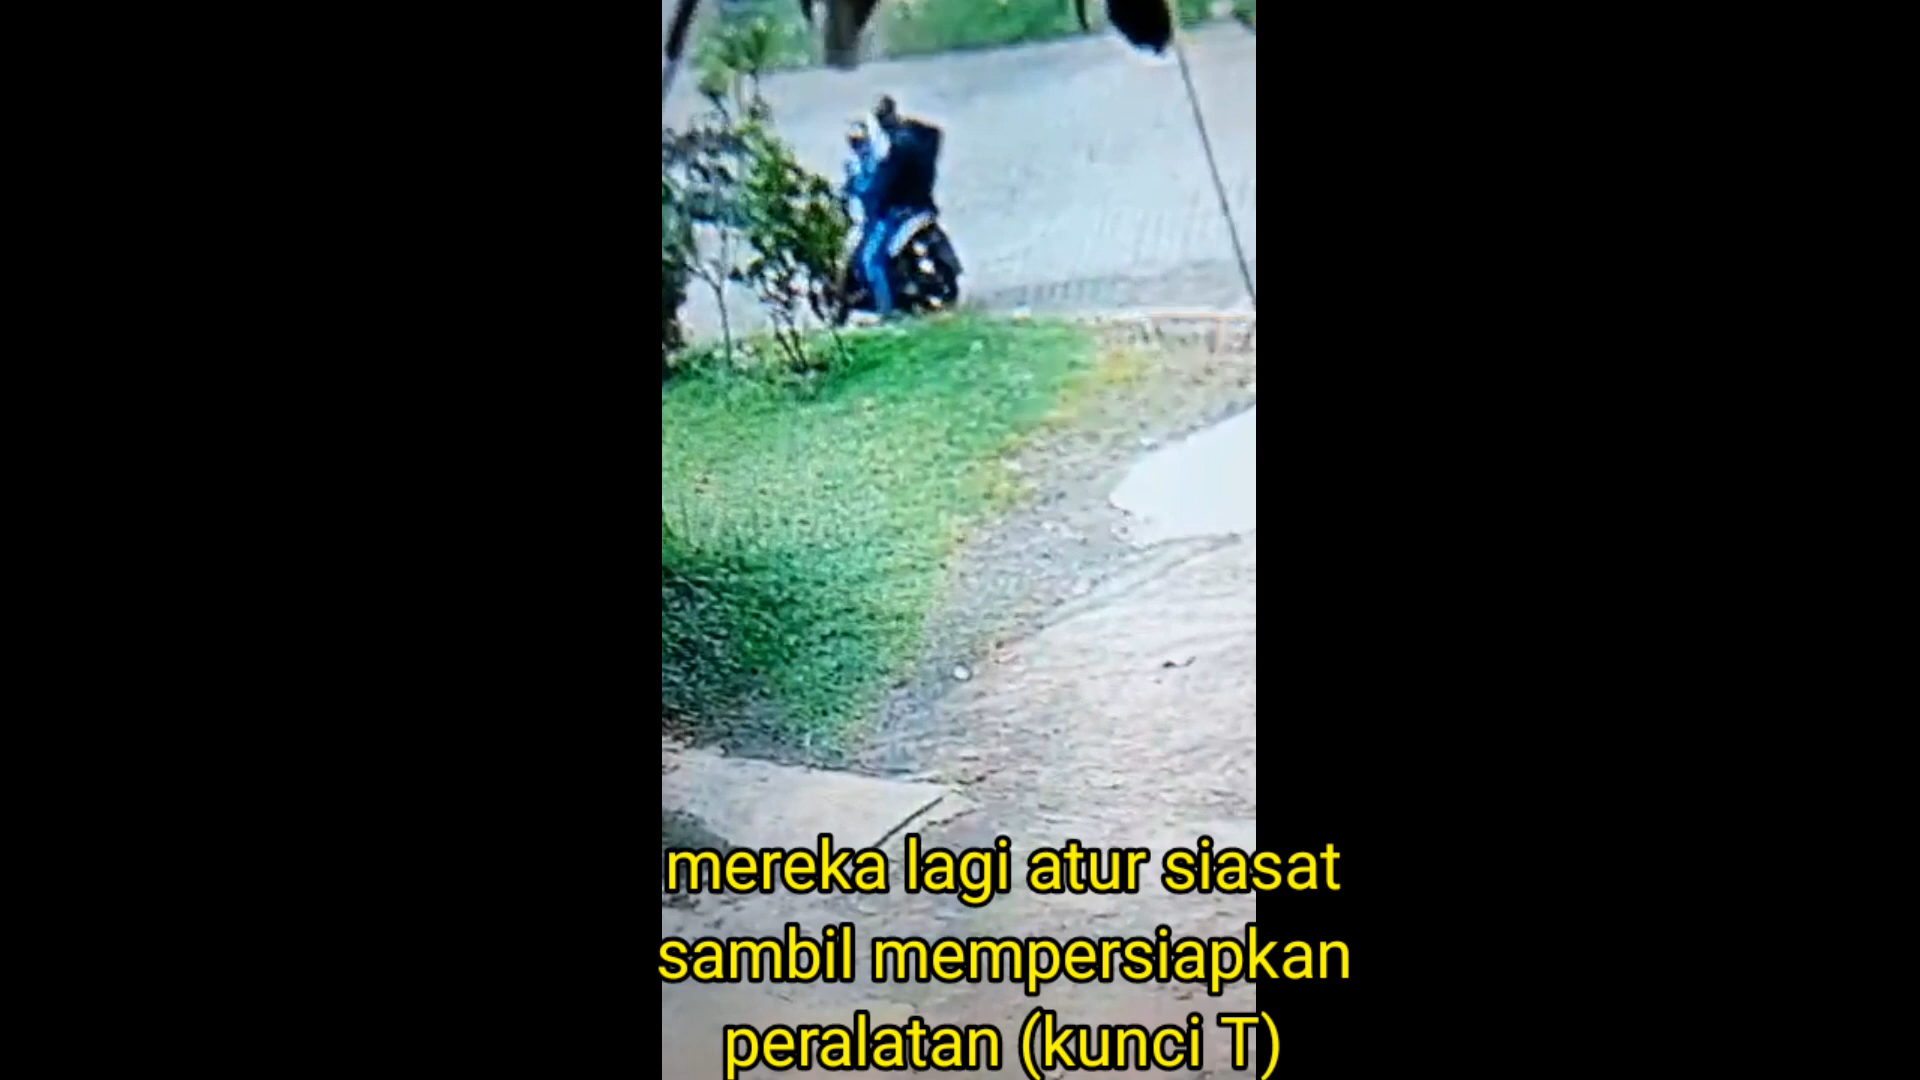 mereka lagi atur siasat
sambil mempersiapkan
peralatan (kunci T)